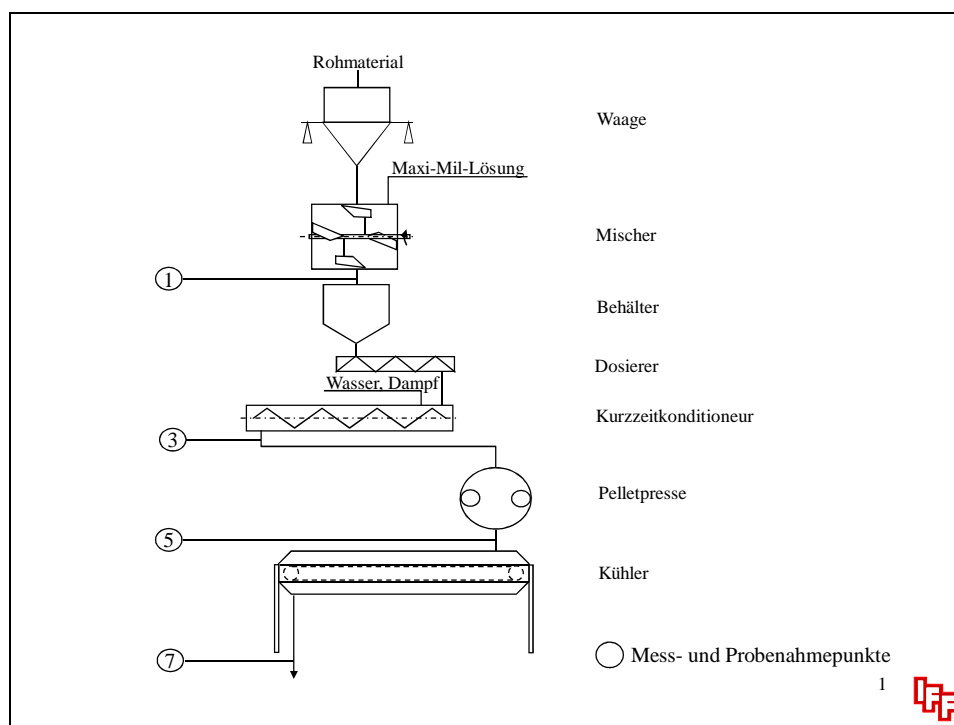 Rohmaterial
Waage
Maxi-Mil-Lösung
Mischer
1
Behälter
Dosierer
Wasser, Dampf
Kurzzeitkonditioneur
3
Pelletpresse
5
Kühler
7
Mess- und Probenahmepunkte
1